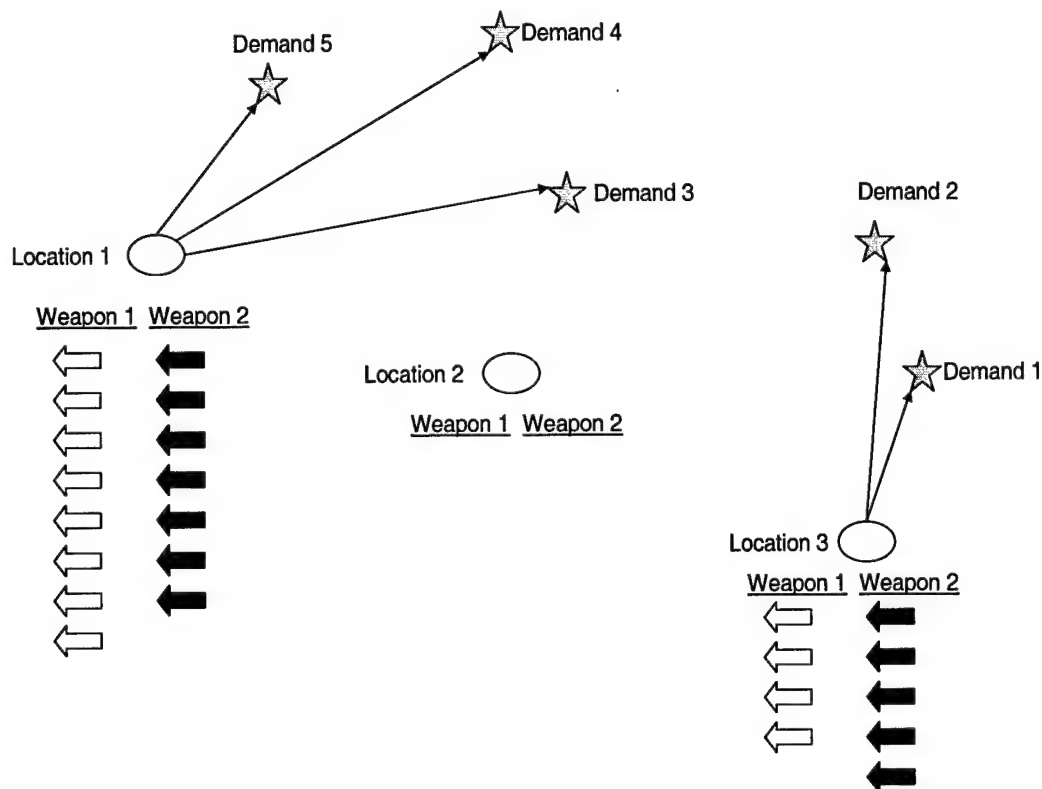 Demand 4
Demand 5
Demand 3
Demand 2
Location 1
Weapon 1 Weapon 2
Location 2
Demand 1
Weapon 1 Weapon 2
Location 3
Weapon 1 Weapon 2